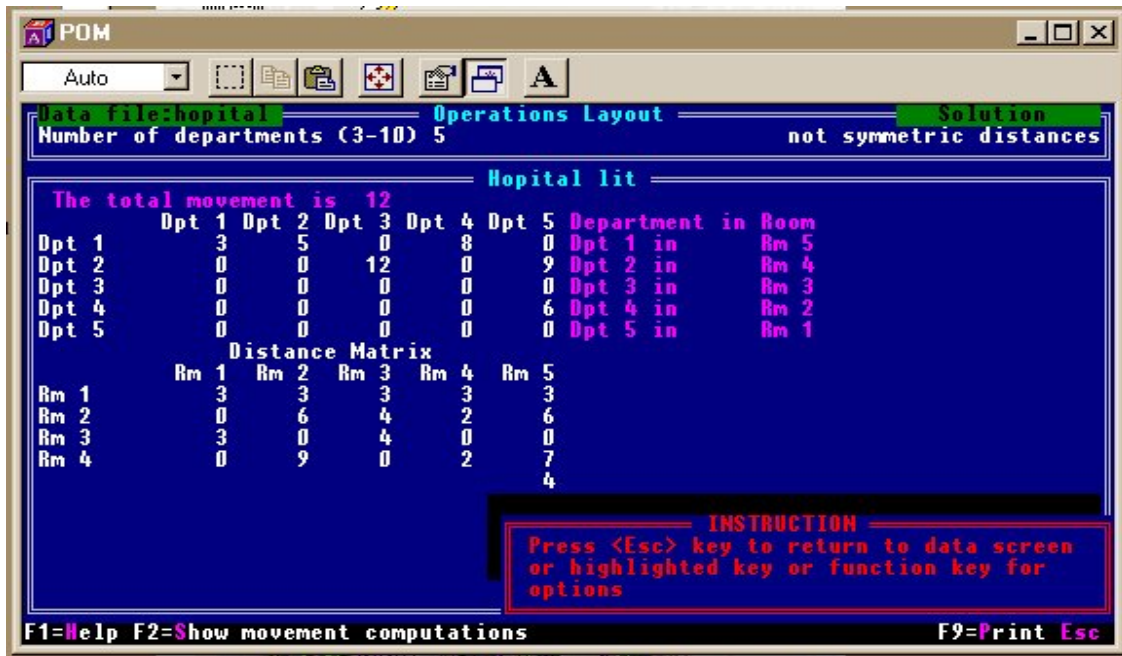 POM
Auto A
Data file:hopital Operations Layout Solution
Number of departments (3-10) 5 not symmetric distances
Hopital lit
The total movement is 12
Dpt 1 Dpt 2 Dpt 3 Dpt 4 Dpt 5 Department in Room
Dpt 1 3 5 0 8 0 Dpt 1 in Rm 5
Dpt 2 0 0 12 0 9 Dpt 2 in Rm 4
Dpt 3 0 0 0 0 0 Dpt 3 in Rm 3
Dpt 4 0 0 0 0 6 Dpt 4 in Rm 2
Dpt 5 0 0 0 0 0 Dpt 5 in Rm 1
Distance Matrix
Rm 1 Rm 2 Rm 3 Rm 4 Rm 5
Rm 1 3 3 3 3 3
Rm 2 0 6 4 2 6
Rm 3 3 0 4 0 0
Rm 4 0 9 0 2 7
4
INSTRUCTION
Press <Esc> key to return to data screen
or highlighted key or function key for
options
F1=Help F2=Show movement computations F9=Print Esc